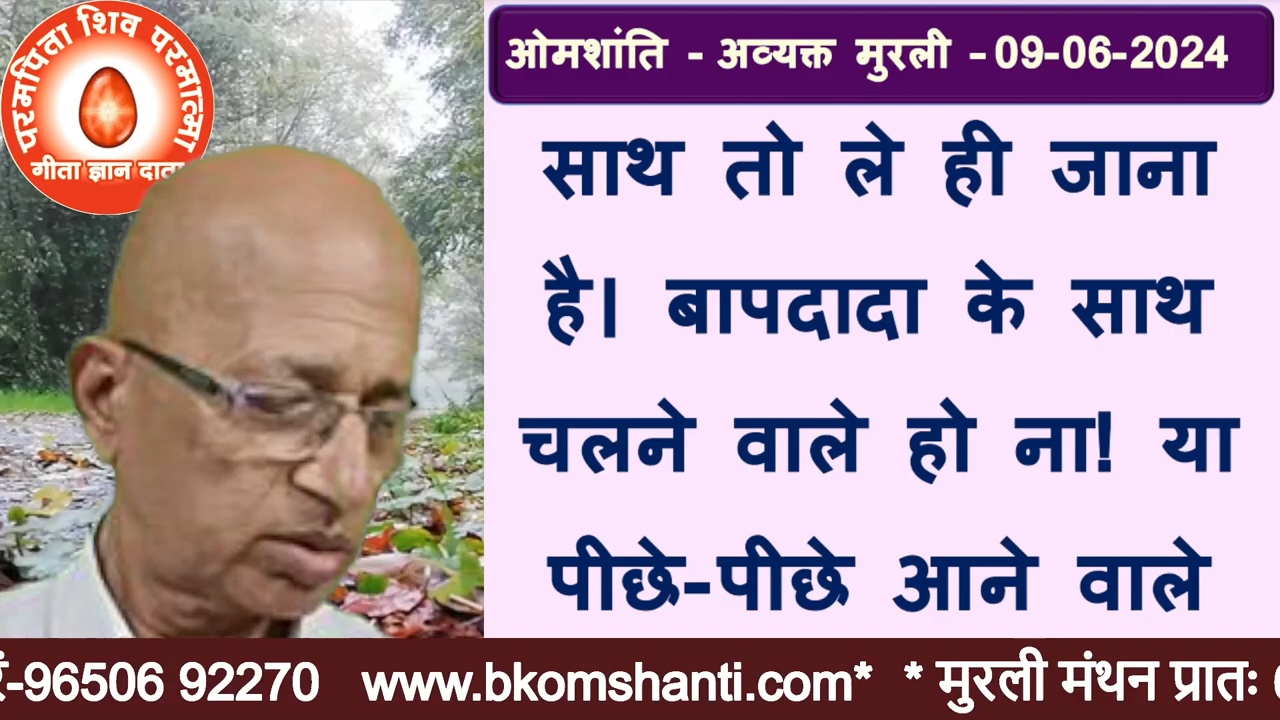 परमपिता शिव परमात्मा
गीता ज्ञान दाता
ओमशांति - अव्यक्त मुरली - 09-06-2024
साथ तो ले ही जाना
है। बापदादा के साथ
चलने वाले हो ना! या
पीछे-पीछे आने वाले
-96506 92270 www.bkomshanti.com* * मुरली मंथन प्रातः